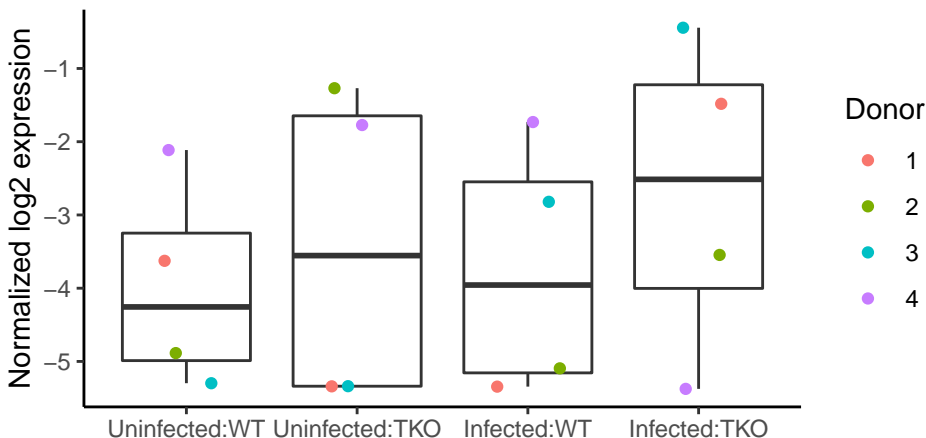 Normalized log2 expression
−1
−2
−3
−4
−5
Uninfected:WT
Uninfected:TKO
Infected:WT
Infected:TKO
Donor
1
2
3
4